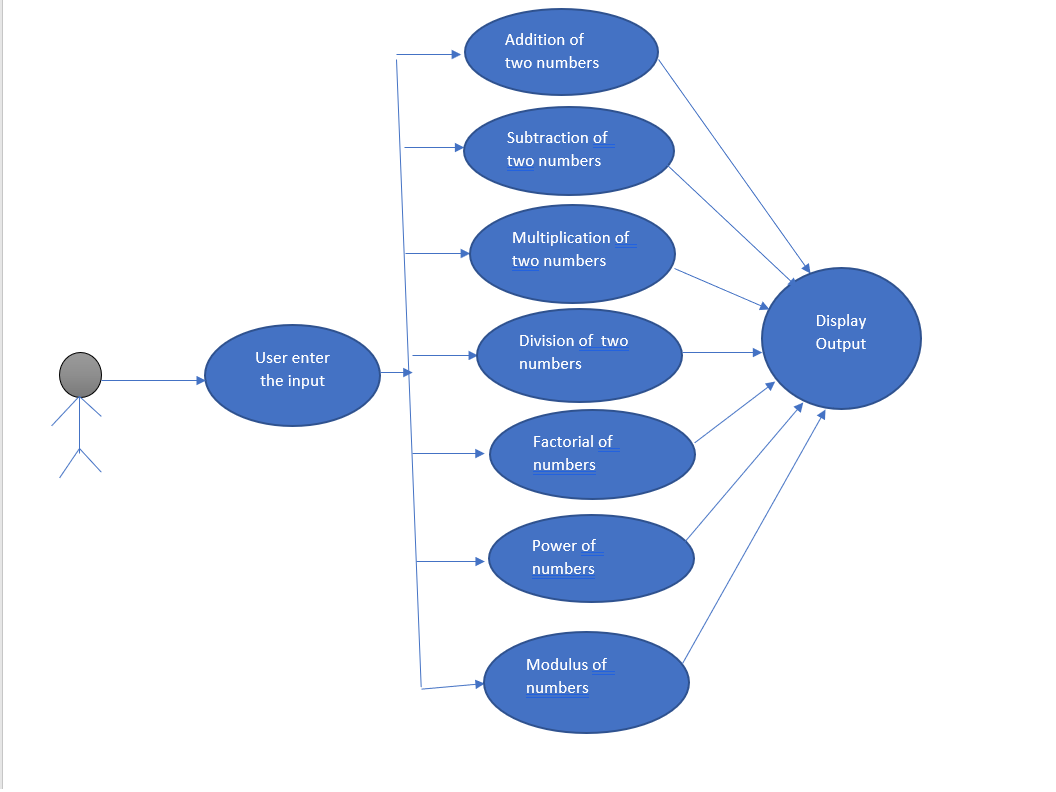 Addition of
two numbers
Subtraction of
two numbers
Multiplication of
two numbers
User enter
the input
Division of  two
numbers
Display
Output
Factorial of
numbers
Power of
numbers
Modulus of
numbers